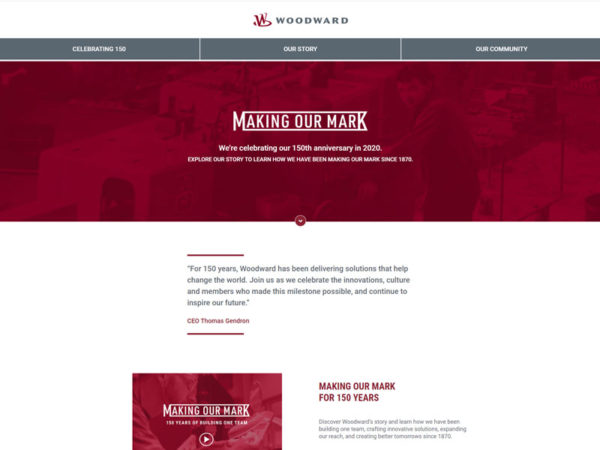 WOODWARD
CELEBRATING 150
OUR STORY
OUR COMMUNITY
MAKING OUR MARK
We're celebrating our 150th anniversary in 2020.
EXPLORE OUR STORY TO LEARN HOW WE HAVE BEEN MAKING OUR MARK SINCE 1870.
"For 150 years, Woodward has been delivering solutions that help
change the world. Join us as we celebrate the innovations, culture
and members who made this milestone possible, and continue to
inspire our future."
CEO Thomas Gendron
MAKING OUR MARK
150 YEARS OF BUILDING ONE TEAM
MAKING OUR MARK
FOR 150 YEARS
Discover Woodward's story and learn how we have been
building one team, crafting innovative solutions, expanding
our reach, and creating better tomorrows since 1870.